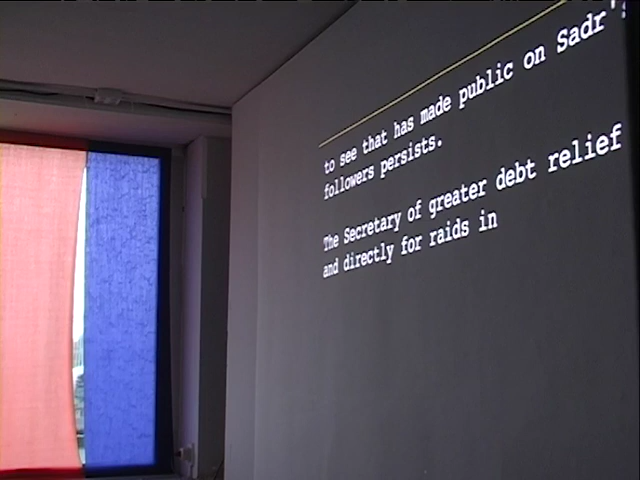 to see that has made public on Sadr's
followers persists.
The Secretary of greater debt relief
and directly for raids in